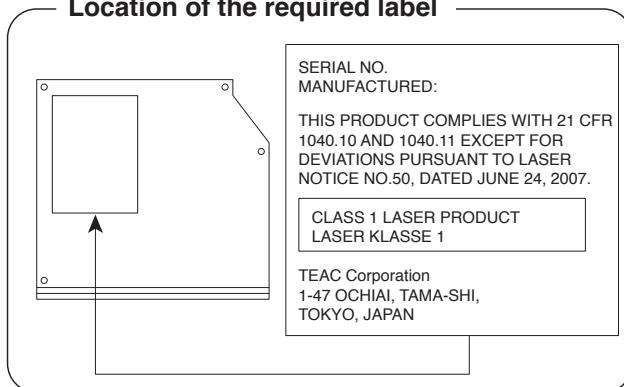 Location of the required label
SERIAL NO.
MANUFACTURED:
THIS PRODUCT COMPLIES WITH 21 CFR
1040.10 AND 1040.11 EXCEPT FOR
DEVIATIONS PURSUANT TO LASER
NOTICE NO.50, DATED JUNE 24, 2007.
CLASS 1 LASER PRODUCT
LASER KLASSE 1
TEAC Corporation
1-47 OCHIAI, TAMA-SHI,
TOKYO, JAPAN